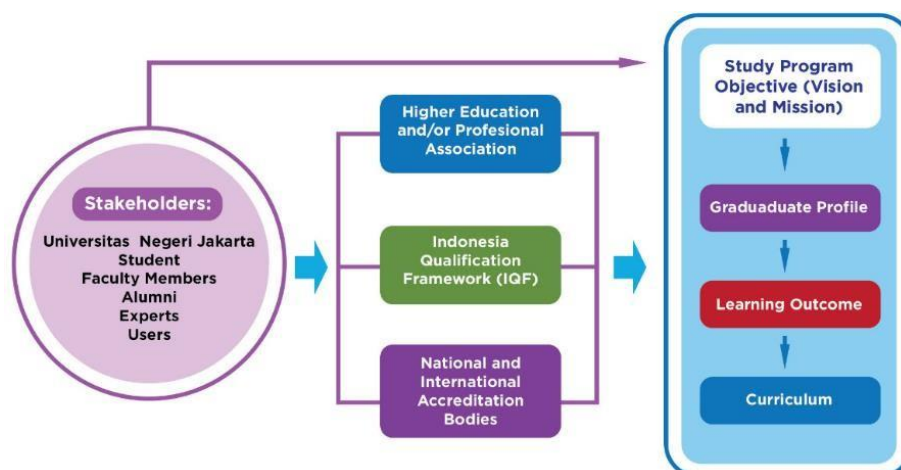 Stakeholders:
Universitas Negeri Jakarta
Student
Faculty Members
Alumni
Experts
Users
Higher Education
and/or Profesional
Association
Indonesia
Qualification
Framework (IQF)
National and
International
Accreditation
Bodies
Study Program
Objective (Vision
and Mission)
Graduaduate Profile
Learning Outcome
Curriculum